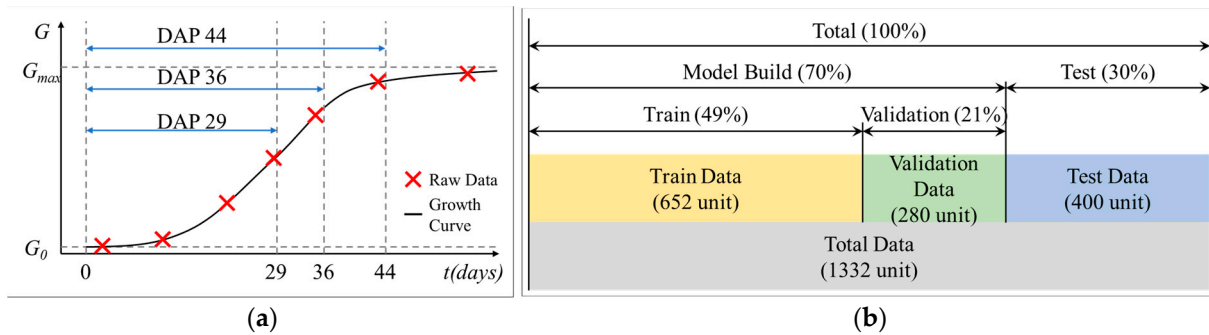 G
DAP 44
G_max
DAP 36
DAP 29
Raw Data
Growth
Curve
G_0
0
29
36
44
t(days)
(a)
Total (100%)
Model Build (70%)
Test (30%)
Train (49%)
Validation (21%)
Train Data
(652 unit)
Validation
Data
(280 unit)
Test Data
(400 unit)
Total Data
(1332 unit)
(b)